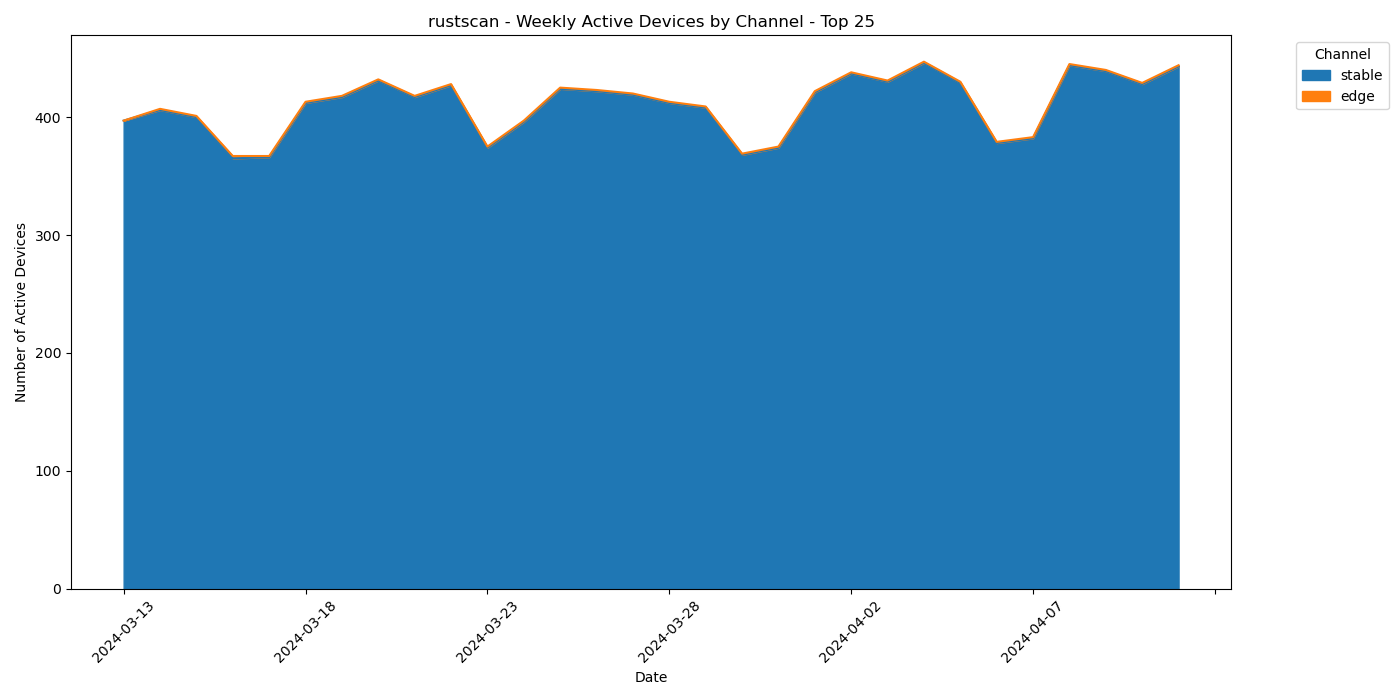 rustscan - Weekly Active Devices by Channel - Top 25
Channel
stable
edge
Number of Active Devices
400
300
200
100
0
2024-03-13
2024-03-18
2024-03-23
2024-03-28
2024-04-02
2024-04-07
Date